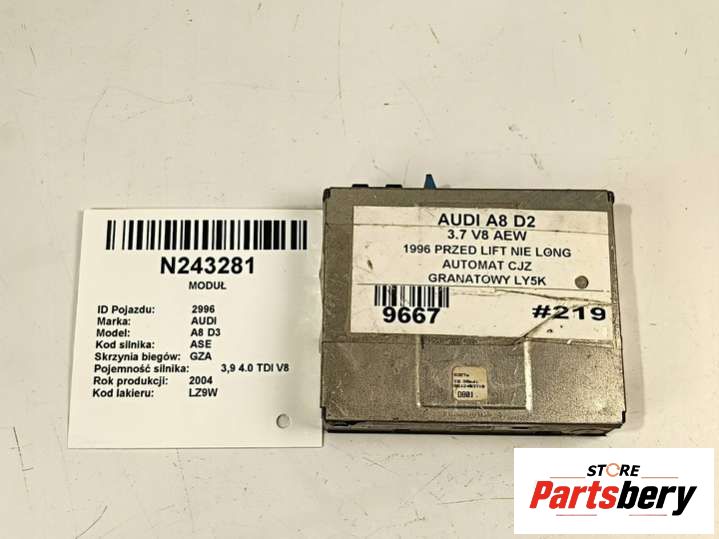 N243281
MODUŁ
ID Pojazdu: 2996
Marka: AUDI
Model: A8 D3
Kod silnika: ASE
Skrzynia biegów: GZA
Pojemność silnika: 3,9 4.0 TDI V8
Rok produkcji: 2004
Kod lakieru: LZ9W
AUDI A8 D2
3.7 V8 AEW
1996 PRZED LIFT NIE LONG
AUTOMAT CJZ
GRANATOWY LY5K
9667 #219
0801
STORE
Partsbery